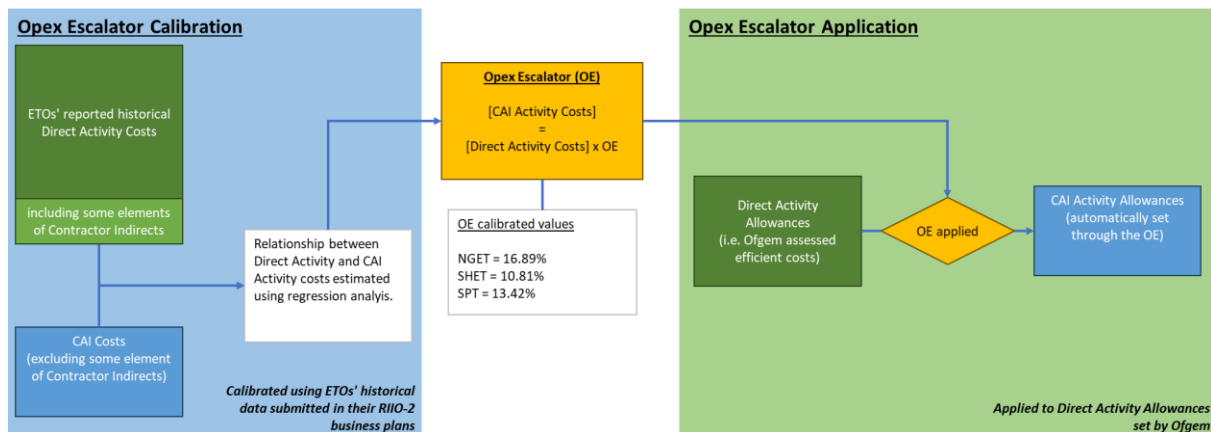 Opex Escalator Calibration
ETOs' reported historical
Direct Activity Costs
including some elements
of Contractor Indirects
CAI Costs
(excluding some element
of Contractor Indirects)
Relationship between
Direct Activity and CAI
Activity costs estimated
using regression analyis.
Calibrated using ETOs' historical
data submitted in their RIIO-2
business plans
Opex Escalator (OE)
[CAI Activity Costs]
=
[Direct Activity Costs] x OE
OE calibrated values
NGET = 16.89%
SHET = 10.81%
SPT = 13.42%
Opex Escalator Application
Direct Activity
Allowances
(i.e. Ofgem assessed
efficient costs)
OE applied
CAI Activity Allowances
(automatically set
through the OE)
Applied to Direct Activity Allowances
set by Ofgem